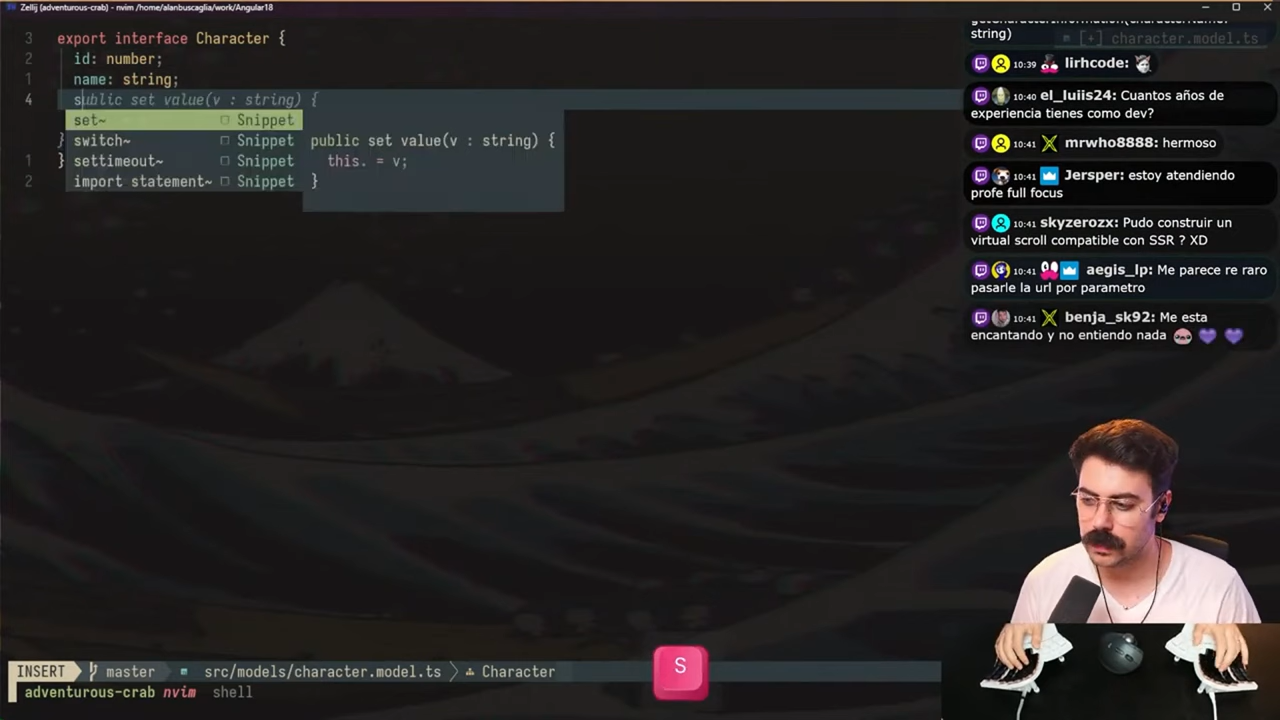 Zellij (adventurous-crab) - nvim /home/alanbuscaglia/work/Angular18
3 export interface Character {
2 id: number;
1 name: string;
4 sublic set value(v : string) {
set~ Snippet
} switch~ Snippet
1 } settimeout~ Snippet
2 import statement~ Snippet
public set value(v : string) {
this. = v;
}
[+] character.model.ts
string)
10:39 lirhcode:
10:40 el_luiis24: Cuantos años de
experiencia tienes como dev?
10:41 mrwho8888: hermoso
10:41 Jersper: estoy atendiendo
profe full focus
10:41 skyzerozx: Pudo construir un
virtual scroll compatible con SSR ? XD
10:41 aegis_lp: Me parece re raro
pasarle la url por parametro
10:41 benja_sk92: Me esta
encantando y no entiendo nada
S
INSERT master src/models/character.model.ts Character
adventurous-crab nvim shell